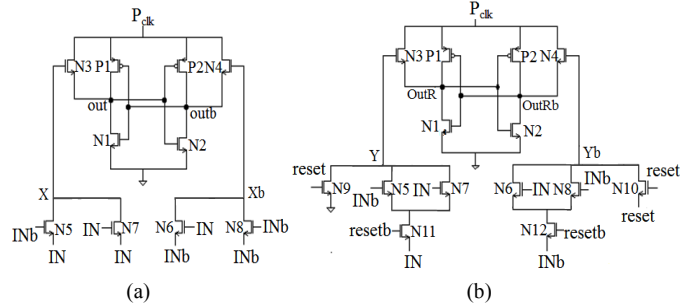 P_clk
N3 P1 P2 N4
out outb
N1 N2
X Xb
N5 N7 N6 N8
INb IN IN INb
IN IN INb INb
(a)
P_clk
N3 P1 P2 N4
OutR OutRb
N1 N2
Y Yb
reset INb reset
N9 N5 IN N7 N6 IN N8 N10
INb reset
resetb N11 N12 resetb
IN INb
(b)